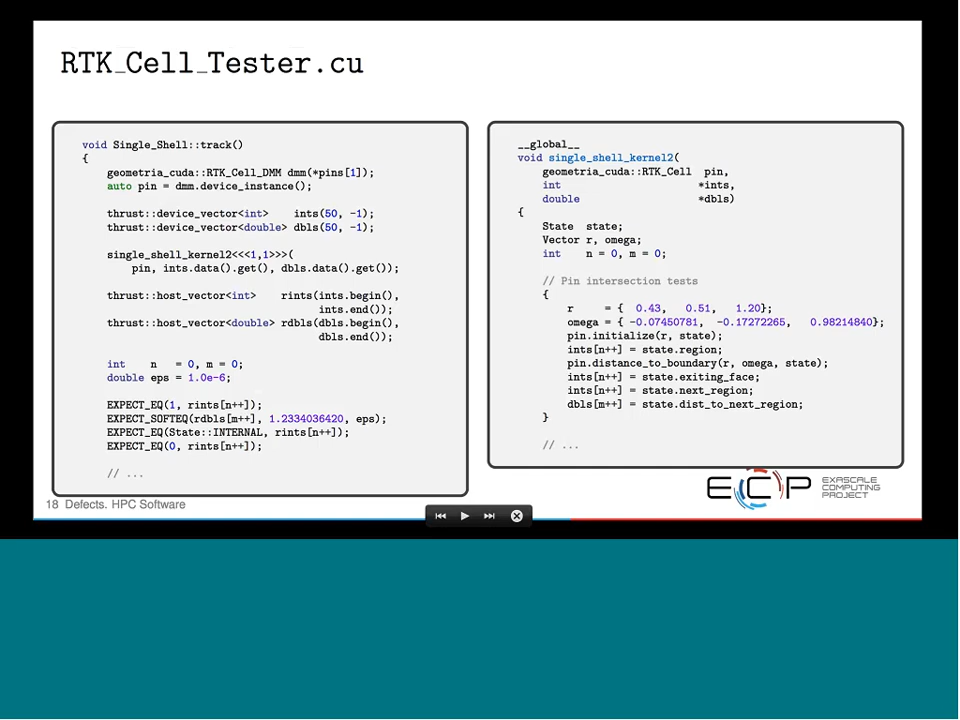 RTK_Cell_Tester.cu
void Single_Shell::track()
{
geometria_cuda::RTK_Cell_DMM dmm(*pins[1]);
auto pin = dmm.device_instance();
thrust::device_vector<int> ints(50, -1);
thrust::device_vector<double> dbls(50, -1);
single_shell_kernel2<<<1,1>>>(
pin, ints.data().get(), dbls.data().get());
thrust::host_vector<int> rints(ints.begin(),
ints.end());
thrust::host_vector<double> rdbls(dbls.begin(),
dbls.end());
int n = 0, m = 0;
double eps = 1.0e-6;
EXPECT_EQ(1, rints[n++]);
EXPECT_SOFTEQ(rdbls[m++], 1.2334036420, eps);
EXPECT_EQ(State::INTERNAL, rints[n++]);
EXPECT_EQ(0, rints[n++]);
// ...
__global__
void single_shell_kernel2(
geometria_cuda::RTK_Cell pin,
int *ints,
double *dbls)
{
State state;
Vector r, omega;
int n = 0, m = 0;
// Pin intersection tests
{
r = { 0.43, 0.51, 1.20};
omega = { -0.07450781, -0.17272265, 0.98214840};
pin.initialize(r, state);
ints[n++] = state.region;
pin.distance_to_boundary(r, omega, state);
ints[n++] = state.exiting_face;
ints[n++] = state.next_region;
dbls[m++] = state.dist_to_next_region;
}
// ...
18 Defects. HPC Software
ECP
EXASCALE
COMPUTING
PROJECT